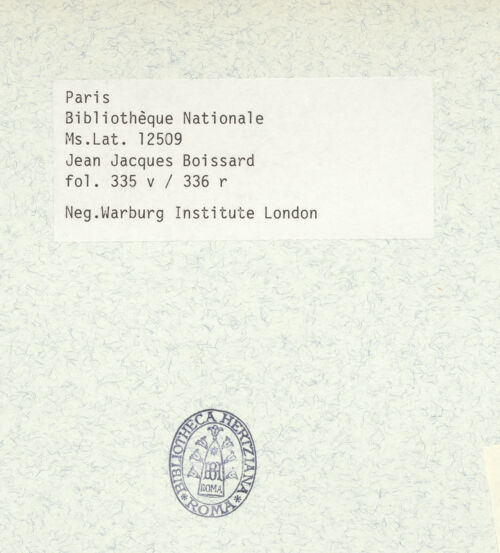 Paris
Bibliothèque Nationale
Ms.Lat. 12509
Jean Jacques Boissard
fol. 335 v / 336 r
Neg.Warburg Institute London
BIBLIOTHECA HERTZIANA
ROMA
ROMA